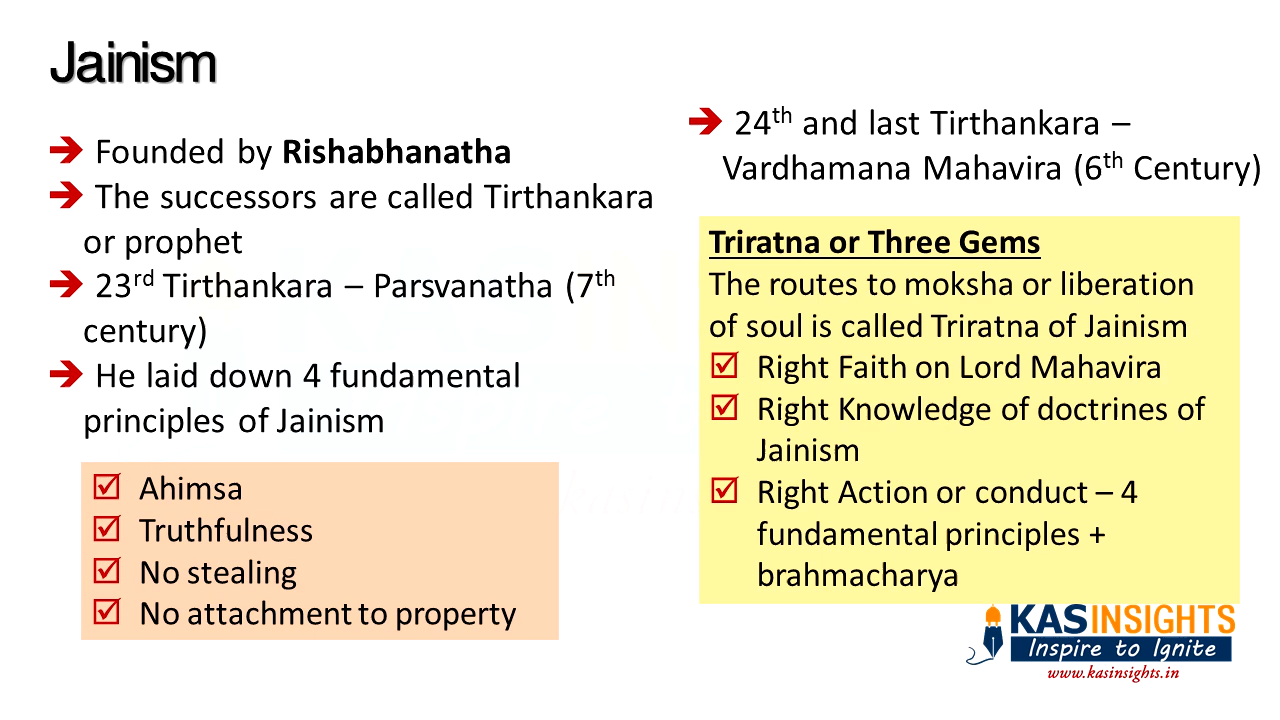 Jainism
➔ Founded by Rishabhanatha
➔ The successors are called Tirthankara
or prophet
➔ 23rd Tirthankara – Parsvanatha (7th
century)
➔ He laid down 4 fundamental
principles of Jainism
☑ Ahimsa
☑ Truthfulness
☑ No stealing
☑ No attachment to property
➔ 24th and last Tirthankara –
Vardhamana Mahavira (6th Century)
Triratna or Three Gems
The routes to moksha or liberation
of soul is called Triratna of Jainism
☑ Right Faith on Lord Mahavira
☑ Right Knowledge of doctrines of
Jainism
☑ Right Action or conduct – 4
fundamental principles +
brahmacharya
KAS INSIGHTS
Inspire to Ignite
www.kasinsights.in